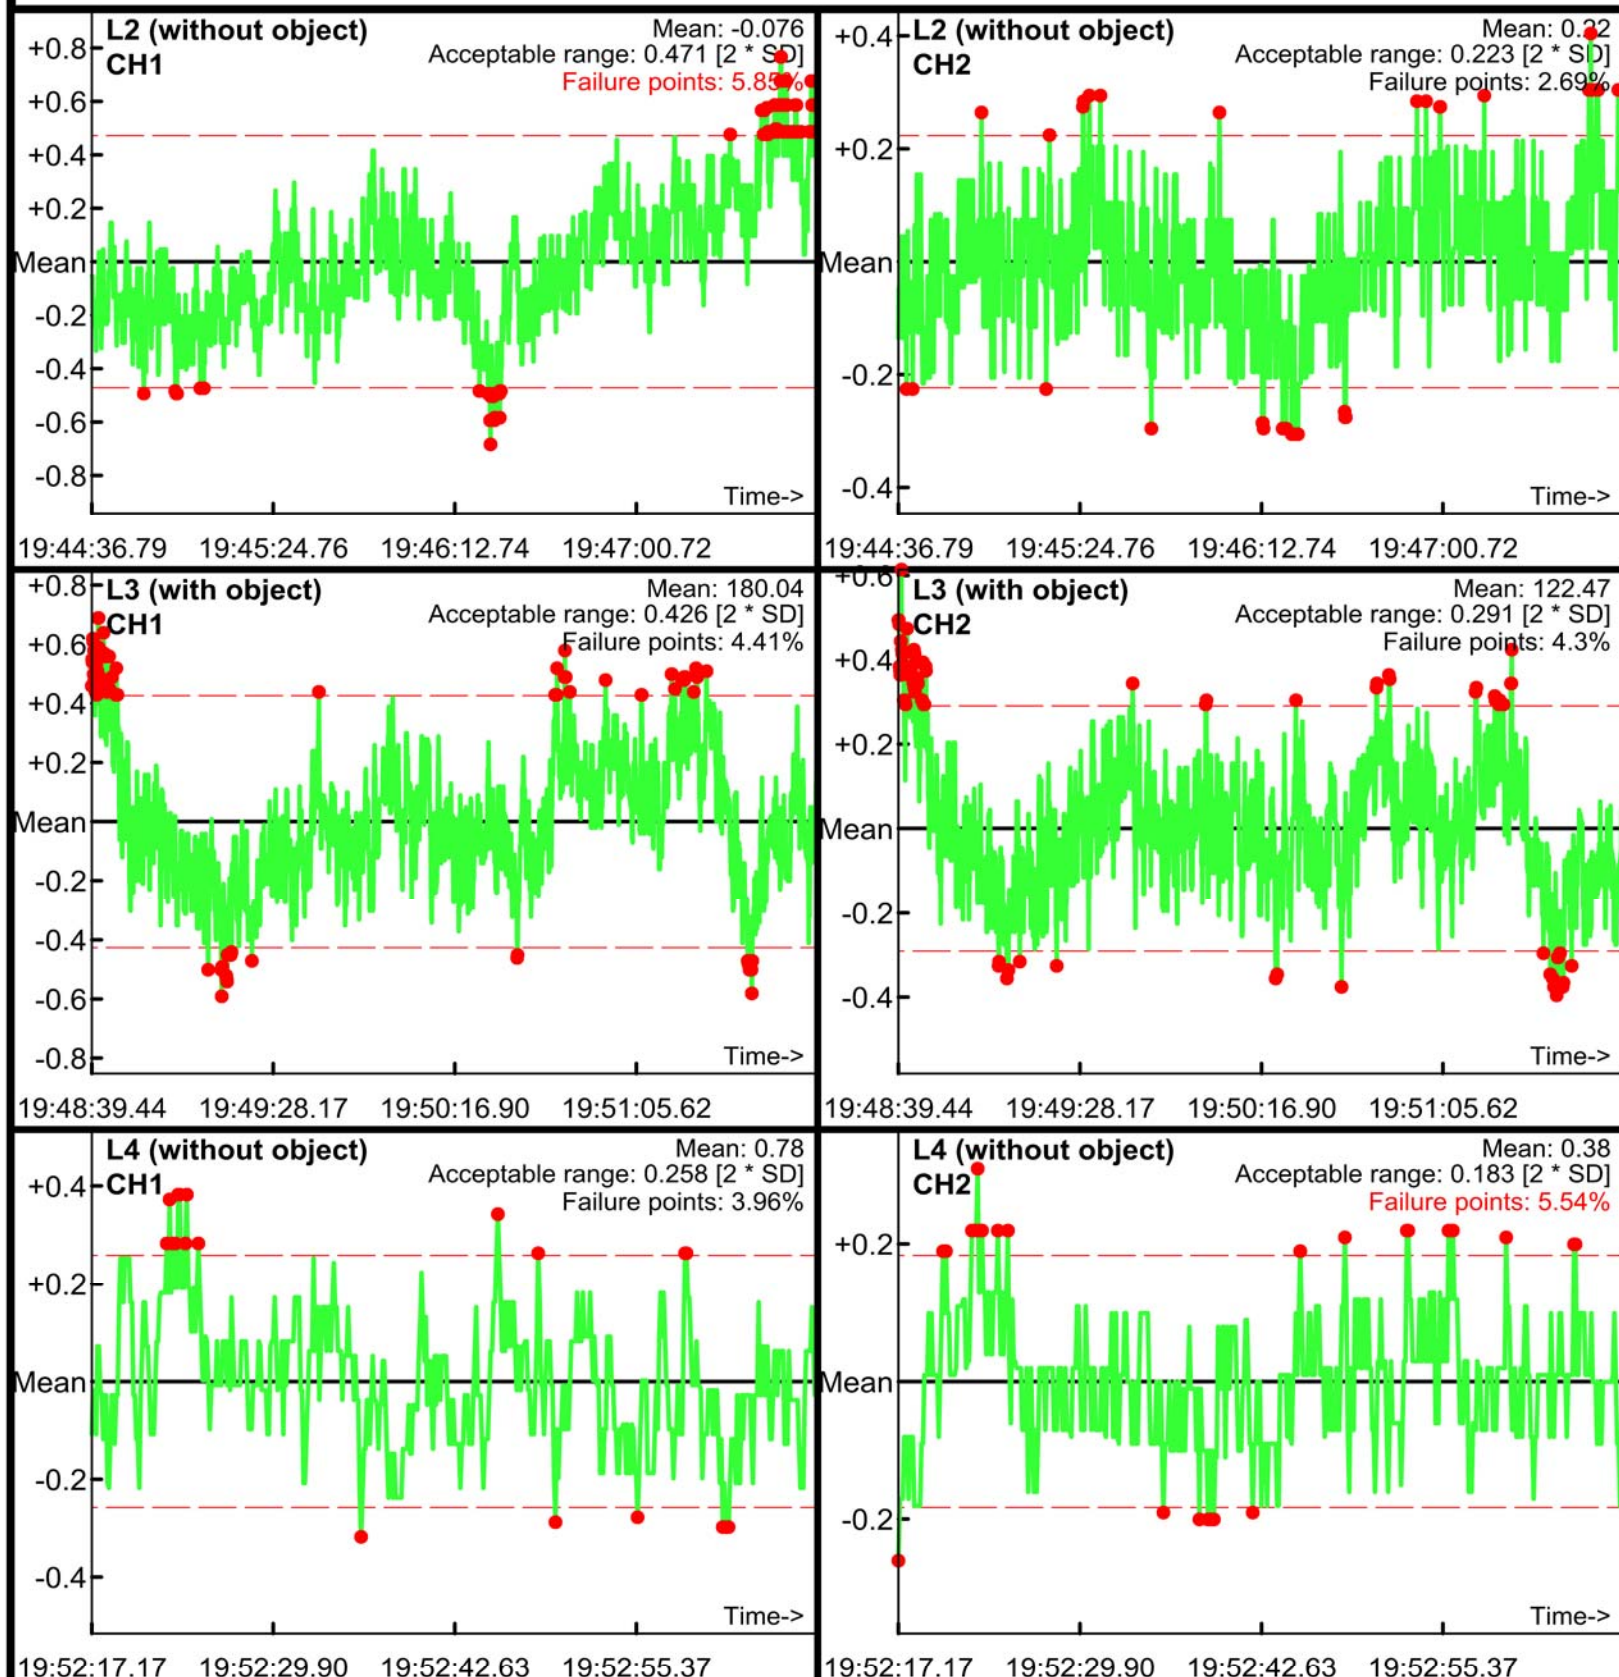 L2 (without object)
Mean: -0.076
CH1
Acceptable range: 0.471 [2 * SD]
Failure points: 5.85%
+0.8
+0.6
+0.4
+0.2
Mean
-0.2
-0.4
-0.6
-0.8
Time->
19:44:36.79 19:45:24.76 19:46:12.74 19:47:00.72
L2 (without object)
Mean: 0.22
CH2
Acceptable range: 0.223 [2 * SD]
Failure points: 2.69%
+0.4
+0.2
Mean
-0.2
-0.4
Time->
19:44:36.79 19:45:24.76 19:46:12.74 19:47:00.72
L3 (with object)
Mean: 180.04
CH1
Acceptable range: 0.426 [2 * SD]
Failure points: 4.41%
+0.8
+0.6
+0.4
+0.2
Mean
-0.2
-0.4
-0.6
-0.8
Time->
19:48:39.44 19:49:28.17 19:50:16.90 19:51:05.62
L3 (with object)
Mean: 122.47
CH2
Acceptable range: 0.291 [2 * SD]
Failure points: 4.3%
+0.6
+0.4
+0.2
Mean
-0.2
-0.4
Time->
19:48:39.44 19:49:28.17 19:50:16.90 19:51:05.62
L4 (without object)
Mean: 0.78
CH1
Acceptable range: 0.258 [2 * SD]
Failure points: 3.96%
+0.4
+0.2
Mean
-0.2
-0.4
Time->
19:52:17.17 19:52:29.90 19:52:42.63 19:52:55.37
L4 (without object)
Mean: 0.38
CH2
Acceptable range: 0.183 [2 * SD]
Failure points: 5.54%
+0.2
Mean
-0.2
Time->
19:52:17.17 19:52:29.90 19:52:42.63 19:52:55.37